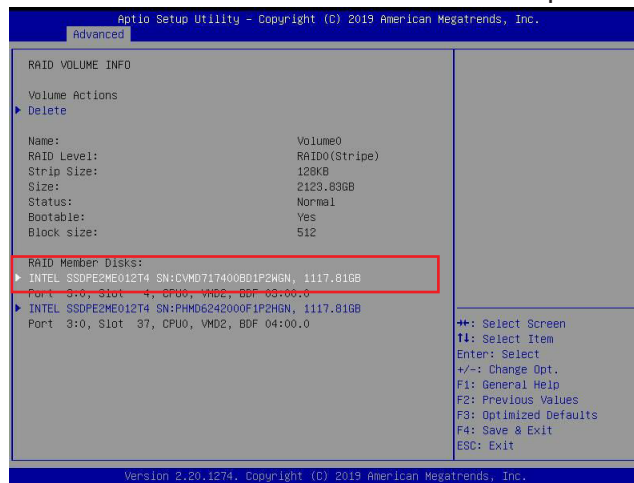 Aptio Setup Utility – Copyright (C) 2019 American Megatrends, Inc.
Advanced
RAID VOLUME INFO
Volume Actions
Delete
Name: Volume0
RAID Level: RAID0(Stripe)
Strip Size: 128KB
Size: 2123.83GB
Status: Normal
Bootable: Yes
Block size: 512
RAID Member Disks:
INTEL SSDPE2ME012T4 SN:CVMD717400BD1P2WGN, 1117.81GB
Port 3:0, Slot 4, CPU0, VMD2, BDF 03:00.0
INTEL SSDPE2ME012T4 SN:PHMD6242000F1P2HGN, 1117.81GB
Port 3:0, Slot 37, CPU0, VMD2, BDF 04:00.0
→←: Select Screen
↑↓: Select Item
Enter: Select
+/-: Change Opt.
F1: General Help
F2: Previous Values
F3: Optimized Defaults
F4: Save & Exit
ESC: Exit
Version 2.20.1274. Copyright (C) 2019 American Megatrends, Inc.